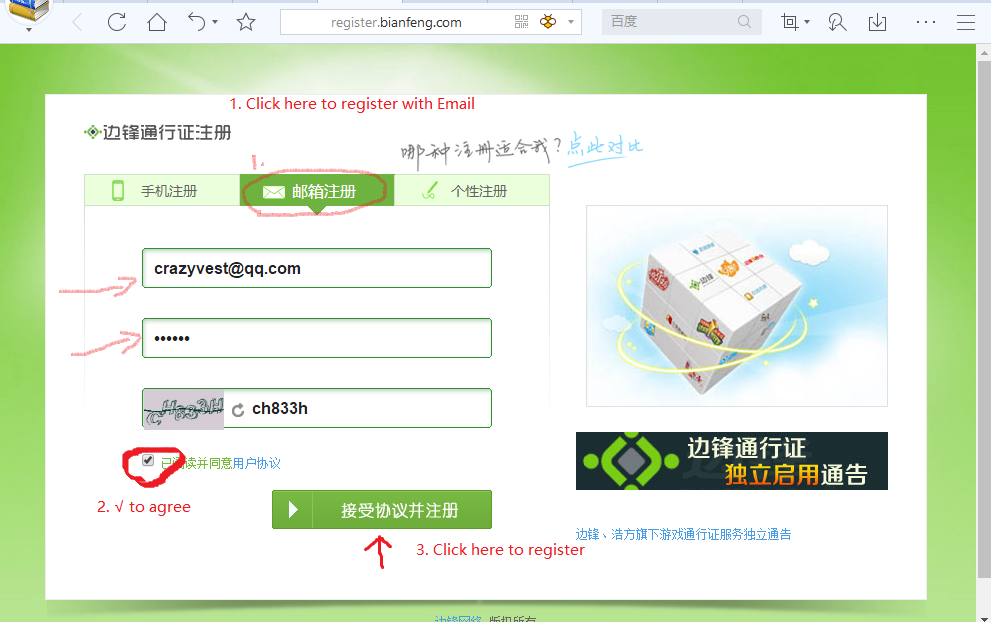 register.bianfeng.com
百度
1. Click here to register with Email
边锋通行证注册
哪种注册适合我?点此对比
1.
手机注册
邮箱注册
个性注册
crazyvest@qq.com
••••••
CH833H
ch833h
已阅读并同意用户协议
2. √ to agree
接受协议并注册
3. Click here to register
边锋
边锋通行证
独立启用通告
边锋、浩方旗下游戏通行证服务独立通告
边锋网络 版权所有